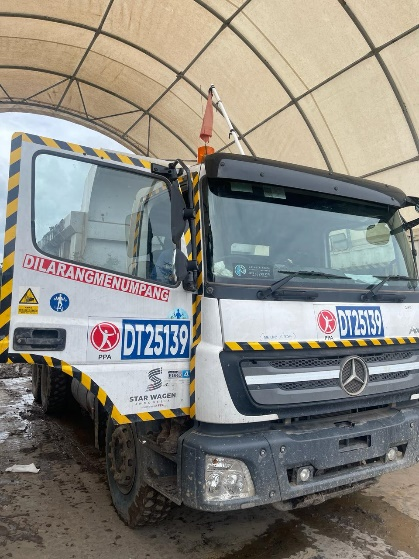 DILARANGMENUMPANG
PPA
DT25139
STAR WAGEN
PPA
DT25139